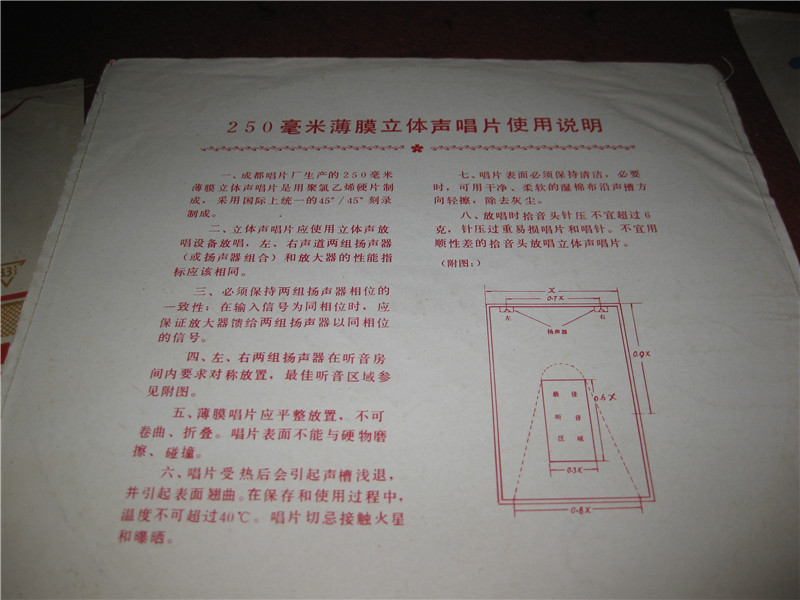 250毫米薄膜立体声唱片使用说明
一、成都唱片厂生产的250毫米
薄膜立体声唱片是用聚氯乙烯硬片制
成，采用国际上统一的45°/45°刻录
制成。
二、立体声唱片应使用立体声放
唱设备放唱，左、右声道两组扬声器
（或扬声器组合）和放大器的性能指
标应该相同。
三、必须保持两组扬声器相位的
一致性：在输入信号为同相位时，应
保证放大器馈给两组扬声器以同相位
的信号。
四、左、右两组扬声器在听音房
间内要求对称放置，最佳听音区域参
见附图。
五、薄膜唱片应平整放置，不可
卷曲、折叠。唱片表面不能与硬物磨
擦、碰撞。
六、唱片受热后会引起声槽浅退，
并引起表面翘曲。在保存和使用过程中，
温度不可超过40℃。唱片切忌接触火星
和曝晒。
七、唱片表面必须保持清洁，必要
时，可用干净、柔软的湿棉布沿声槽方
向轻擦，除去灰尘。
八、放唱时拾音头针压不宜超过6
克，针压过重易损唱片和唱针。不宜用
顺性差的拾音头放唱立体声唱片。
（附图：）
X
0.7X
左
右
扬声器
0.9X
最佳
听音
区域
0.6X
0.3X
0.8X
33